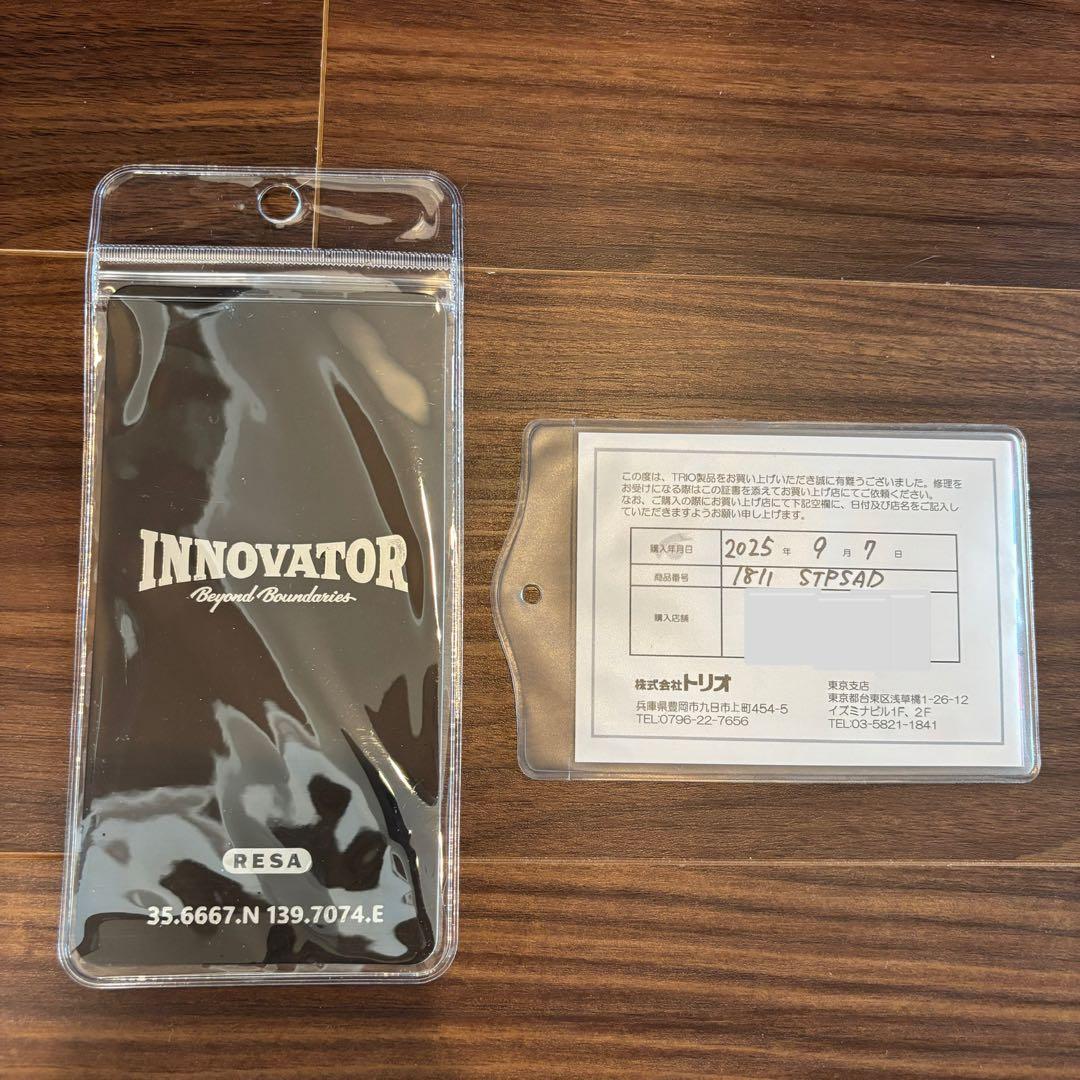 INNOVATOR
Beyond Boundaries
RESA
35.6667.N 139.7074.E
この度は、TRIO製品をお買い上げいただき誠に有難うございました。修理を
お受けになる際はこの証書を添えてお買い上げ店にてご依頼ください。
なお、ご購入の際にお買い上げ店にて下記空欄に、日付及び店名をご記入し
ていただきますようお願い申し上げます。
購入年月日 2025 年 9 月 7 日
商品番号 1811 STPSAD
購入店舗
株式会社トリオ
兵庫県豊岡市九日市上町454-5
TEL:0796-22-7656
東京支店
東京都台東区浅草橋1-26-12
イズミナビル1F、2F
TEL:03-5821-1841